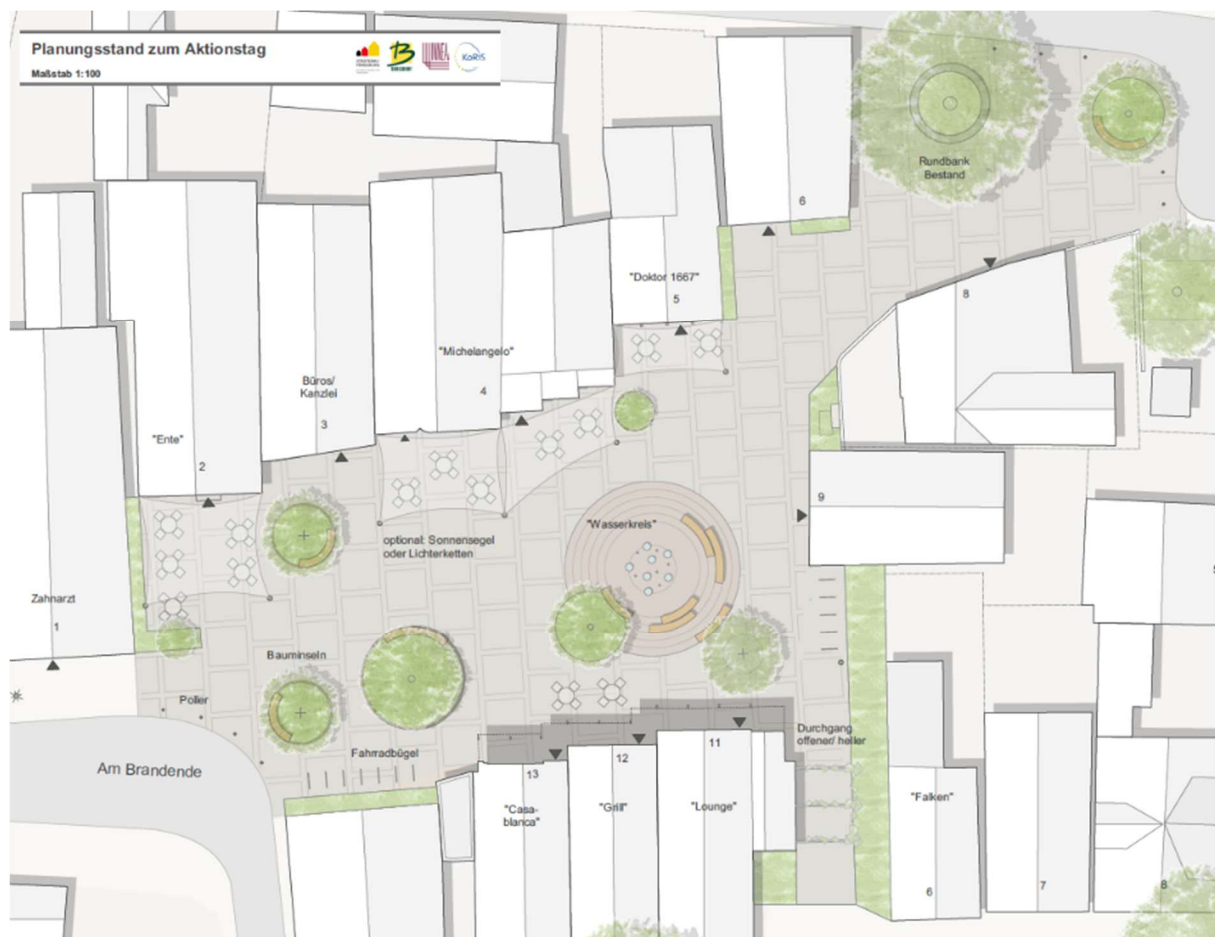 Planungsstand zum Aktionstag
Maßstab 1:100
KoRiS
Rundbank
Bestand
6
"Doktor 1667"
5
8
"Michelangelo"
4
Büros/
Kanzlei
3
"Ente"
2
9
"Wasserkreis"
optional: Sonnensegel
oder Lichterketten
Zahnarzt
1
Bauminseln
Poller
Fahrradbügel
Am Brandende
Durchgang
offener/ heller
11
12
13
"Casa-
blanca"
"Grill"
"Lounge"
"Falken"
6
7
8